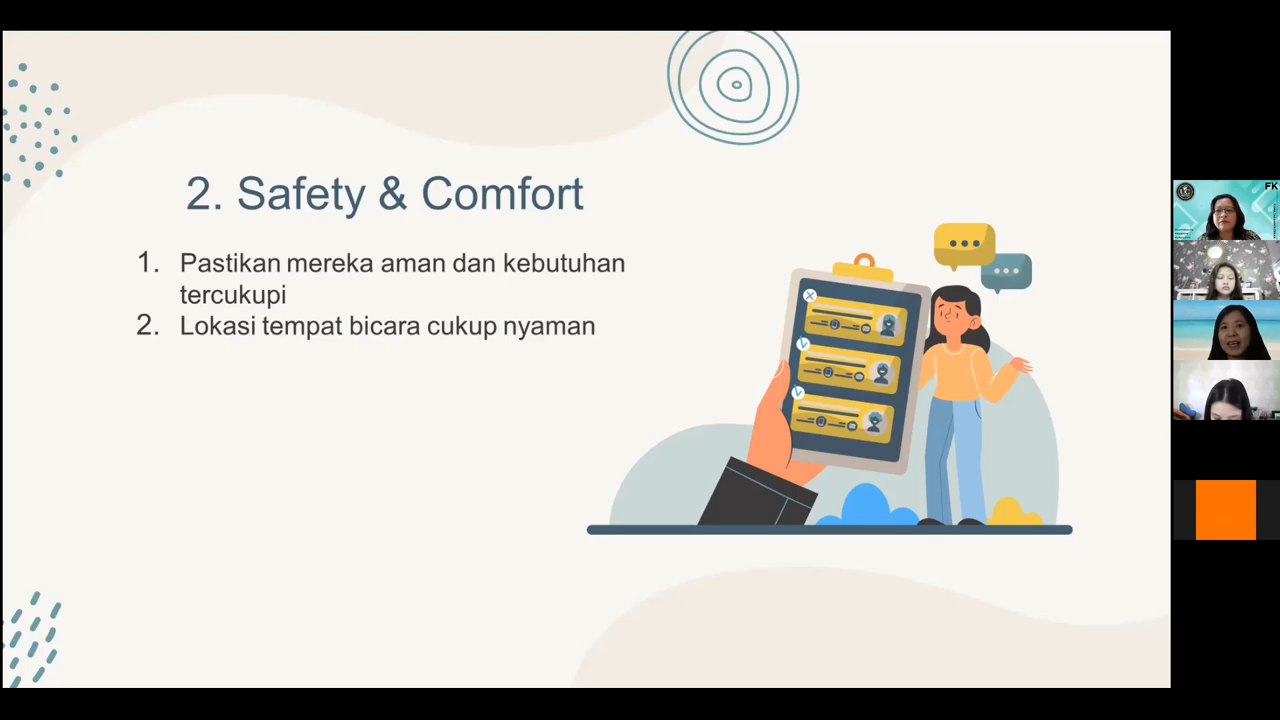 2. Safety & Comfort
1. Pastikan mereka aman dan kebutuhan
tercukupi
2. Lokasi tempat bicara cukup nyaman
FK